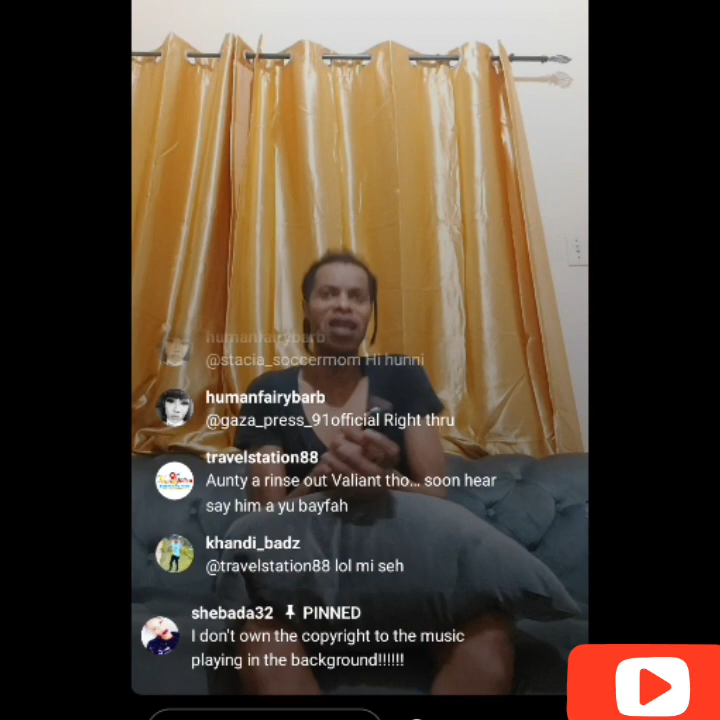 humanfairybarb
@stacia_soccermom Hi hunni
humanfairybarb
@gaza_press_91official Right thru
travelstation88
Aunty a rinse out Valiant tho... soon hear
say him a yu bayfah
khandi_badz
@travelstation88 lol mi seh
shebada32 PINNED
I don't own the copyright to the music
playing in the background!!!!!!